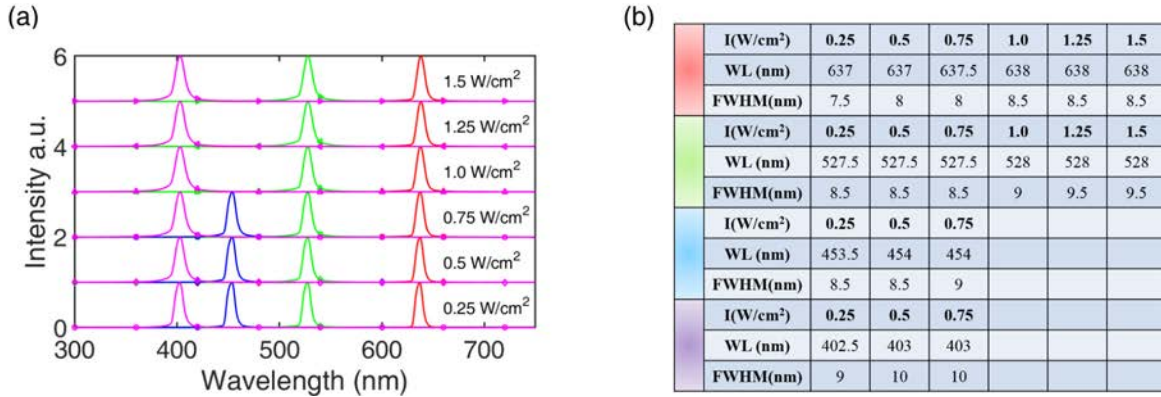 (a)
6
4
2
0
Intensity a.u.
1.5 W/cm²
1.25 W/cm²
1.0 W/cm²
0.75 W/cm²
0.5 W/cm²
0.25 W/cm²
300 400 500 600 700
Wavelength (nm)
(b)
I(W/cm²) 0.25 0.5 0.75 1.0 1.25 1.5
WL (nm) 637 637 637.5 638 638 638
FWHM(nm) 7.5 8 8 8.5 8.5 8.5
I(W/cm²) 0.25 0.5 0.75 1.0 1.25 1.5
WL (nm) 527.5 527.5 527.5 528 528 528
FWHM(nm) 8.5 8.5 8.5 9 9.5 9.5
I(W/cm²) 0.25 0.5 0.75
WL (nm) 453.5 454 454
FWHM(nm) 8.5 8.5 9
I(W/cm²) 0.25 0.5 0.75
WL (nm) 402.5 403 403
FWHM(nm) 9 10 10